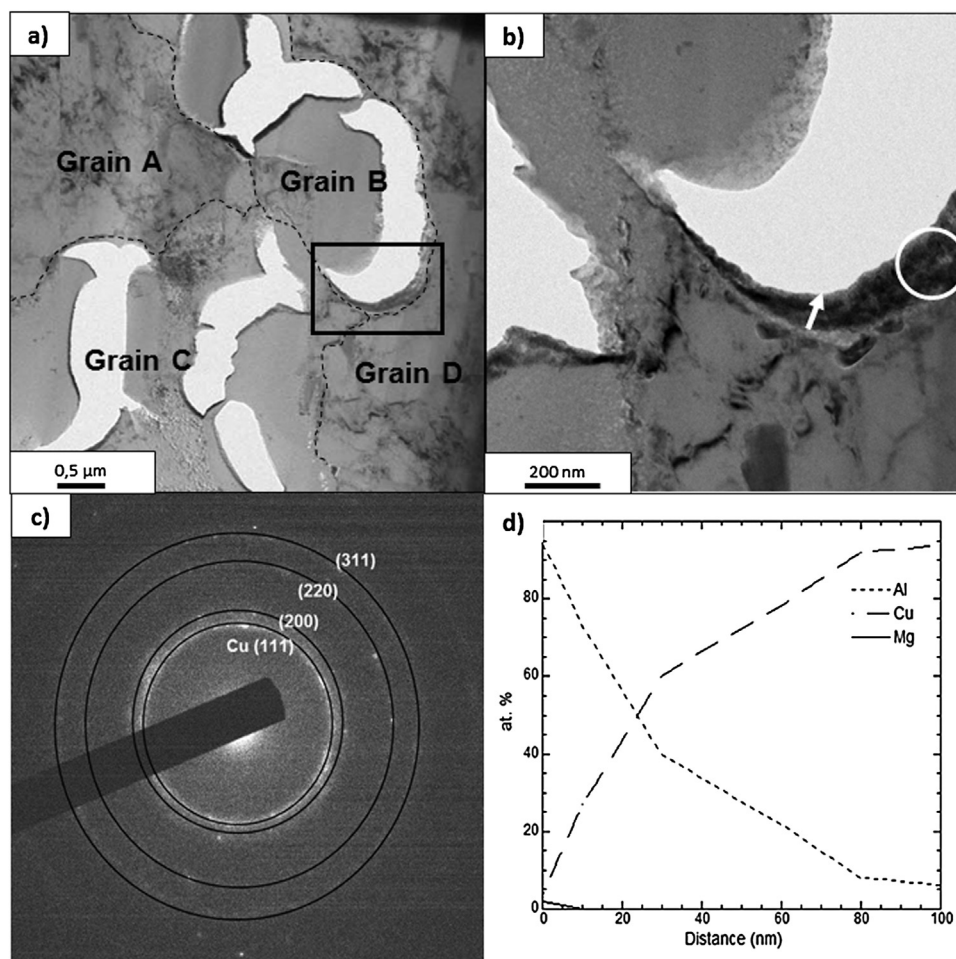 a)
Grain A
Grain B
Grain C
Grain D
0,5 µm
b)
200 nm
c)
(311)
(220)
(200)
Cu (111)
d)
at. %
80
60
40
20
0
Al
Cu
Mg
0
20
40
60
80
100
Distance (nm)